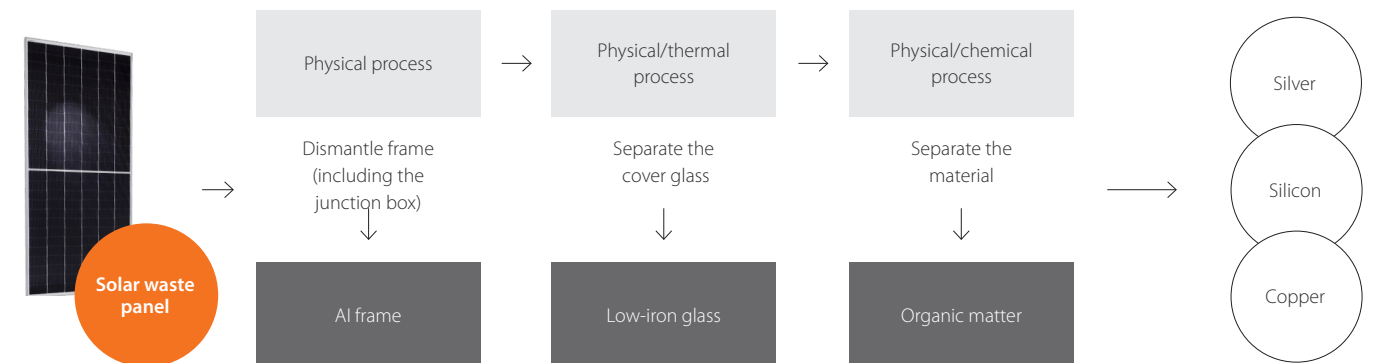 Solar waste
panel
Physical process
Dismantle frame
(including the
junction box)
Al frame
Physical/thermal
process
Separate the
cover glass
Low-iron glass
Physical/chemical
process
Separate the
material
Organic matter
Silver
Silicon
Copper